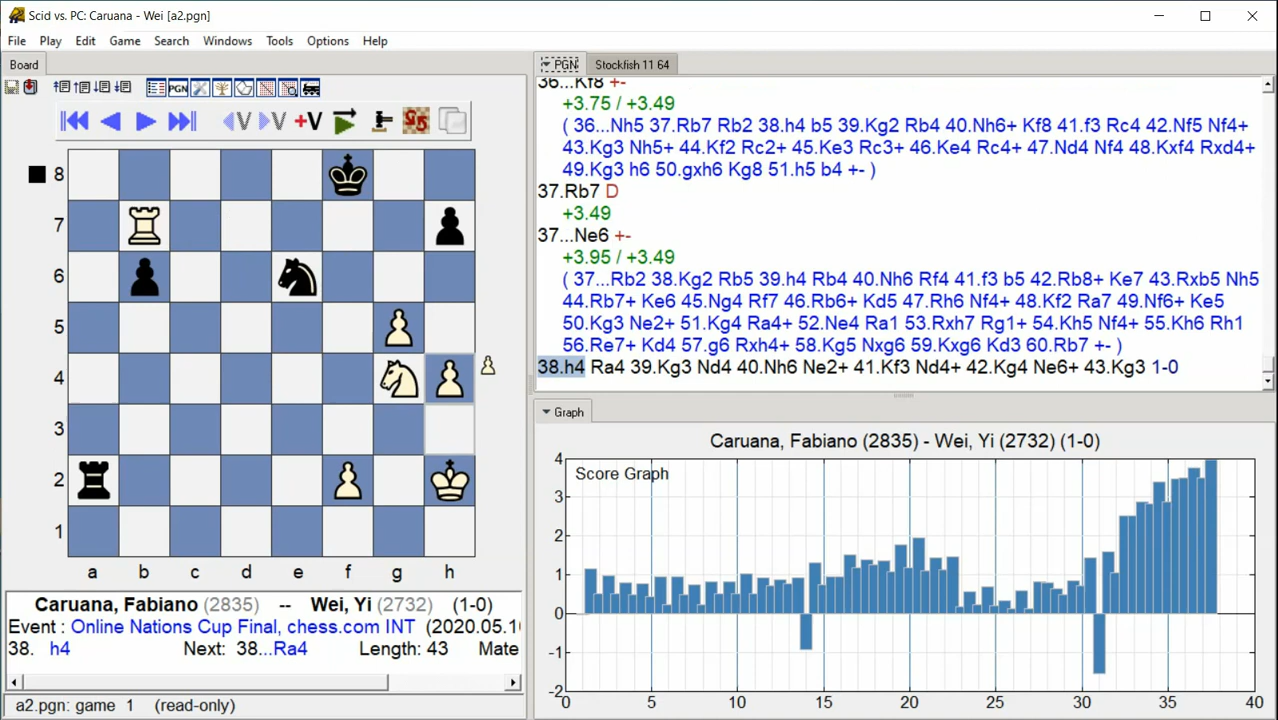 Scid vs. PC: Caruana - Wei [a2.pgn]
File Play Edit Game Search Windows Tools Options Help
Board
PGN
V V +V
8
7
6
5
4
3
2
1
a b c d e f g h
Caruana, Fabiano (2835) -- Wei, Yi (2732) (1-0)
Event : Online Nations Cup Final, chess.com INT (2020.05.1
38. h4 Next: 38...Ra4 Length: 43 Mate
a2.pgn: game 1 (read-only)
PGN Stockfish 11 64
36...Kf8 +-
+3.75 / +3.49
( 36...Nh5 37.Rb7 Rb2 38.h4 b5 39.Kg2 Rb4 40.Nh6+ Kf8 41.f3 Rc4 42.Nf5 Nf4+
43.Kg3 Nh5+ 44.Kf2 Rc2+ 45.Ke3 Rc3+ 46.Ke4 Rc4+ 47.Nd4 Nf4 48.Kxf4 Rxd4+
49.Kg3 h6 50.gxh6 Kg8 51.h5 b4 +- )
37.Rb7 D
+3.49
37...Ne6 +-
+3.95 / +3.49
( 37...Rb2 38.Kg2 Rb5 39.h4 Rb4 40.Nh6 Rf4 41.f3 b5 42.Rb8+ Ke7 43.Rxb5 Nh5
44.Rb7+ Ke6 45.Ng4 Rf7 46.Rb6+ Kd5 47.Rh6 Nf4+ 48.Kf2 Ra7 49.Nf6+ Ke5
50.Kg3 Ne2+ 51.Kg4 Ra4+ 52.Ne4 Ra1 53.Rxh7 Rg1+ 54.Kh5 Nf4+ 55.Kh6 Rh1
56.Re7+ Kd4 57.g6 Rxh4+ 58.Kg5 Nxg6 59.Kxg6 Kd3 60.Rb7 +- )
38.h4 Ra4 39.Kg3 Nd4 40.Nh6 Ne2+ 41.Kf3 Nd4+ 42.Kg4 Ne6+ 43.Kg3 1-0
Graph
Caruana, Fabiano (2835) - Wei, Yi (2732) (1-0)
Score Graph
4
3
2
1
0
-1
-2
0 5 10 15 20 25 30 35 40